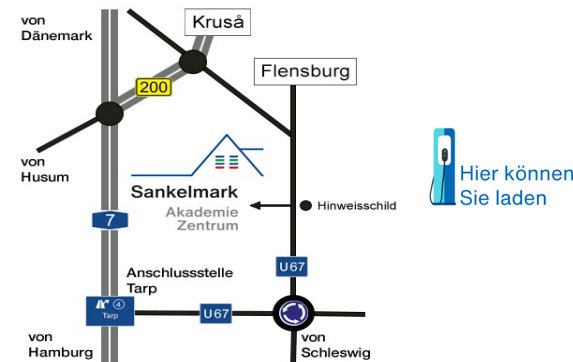 von
Dänemark
Kruså
Flensburg
200
von
Husum
Sankelmark
Akademie
Zentrum
Hinweisschild
7
Anschlussstelle
Tarp
U67
4
Tarp
U67
von
Hamburg
von
Schleswig
Hier können
Sie laden